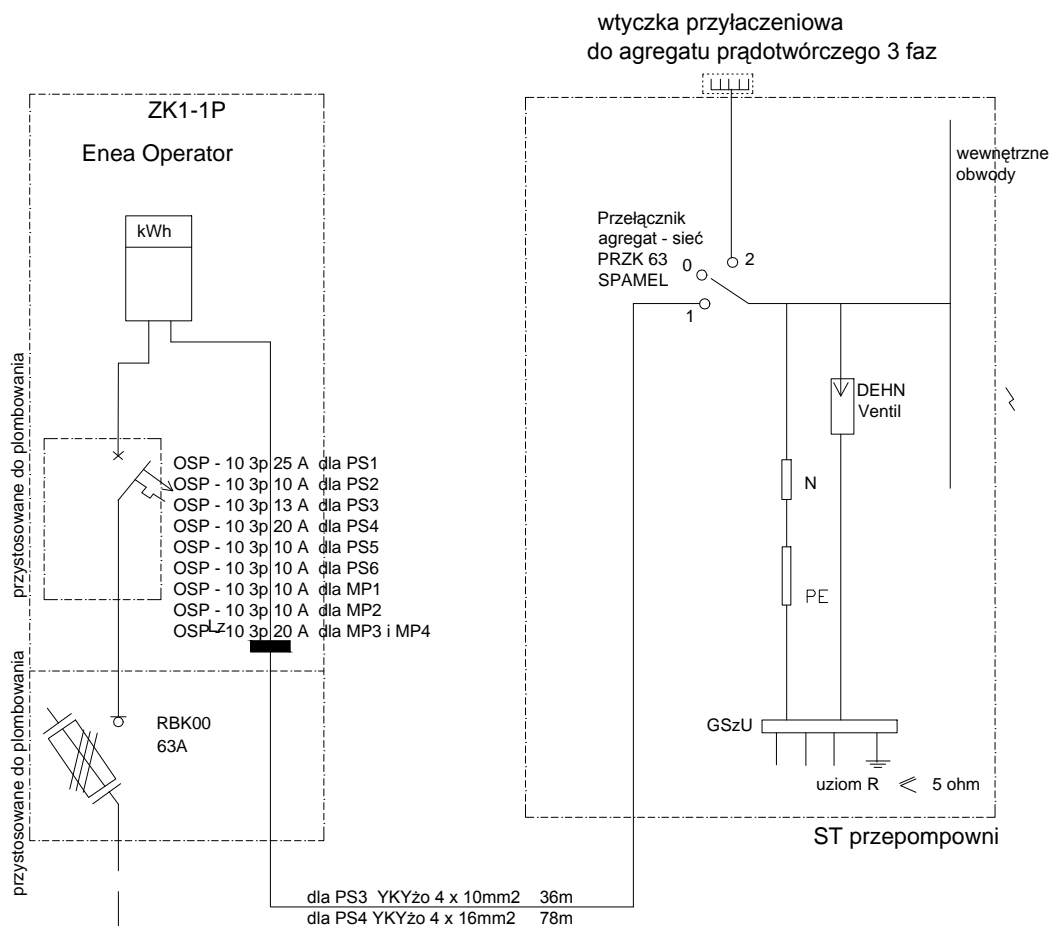 wtyczka przyłaczeniowa
do agregatu prądotwórczego 3 faz
ZK1-1P
Enea Operator
kWh
przystosowane do plombowania
OSP - 10 3p 25 A dla PS1
OSP - 10 3p 10 A dla PS2
OSP - 10 3p 13 A dla PS3
OSP - 10 3p 20 A dla PS4
OSP - 10 3p 10 A dla PS5
OSP - 10 3p 10 A dla PS6
OSP - 10 3p 10 A dla MP1
OSP - 10 3p 10 A dla MP2
OSP - 10 3p 20 A dla MP3 i MP4
Lz
przystosowane do plombowania
RBK00
63A
wewnętrzne
obwody
Przełącznik
agregat - sieć
PRZK 63
SPAMEL
0
2
1
DEHN
Ventil
N
PE
GSzU
uziom R ≤ 5 ohm
ST przepompowni
dla PS3 YKYżo 4 x 10mm2 36m
dla PS4 YKYżo 4 x 16mm2 78m